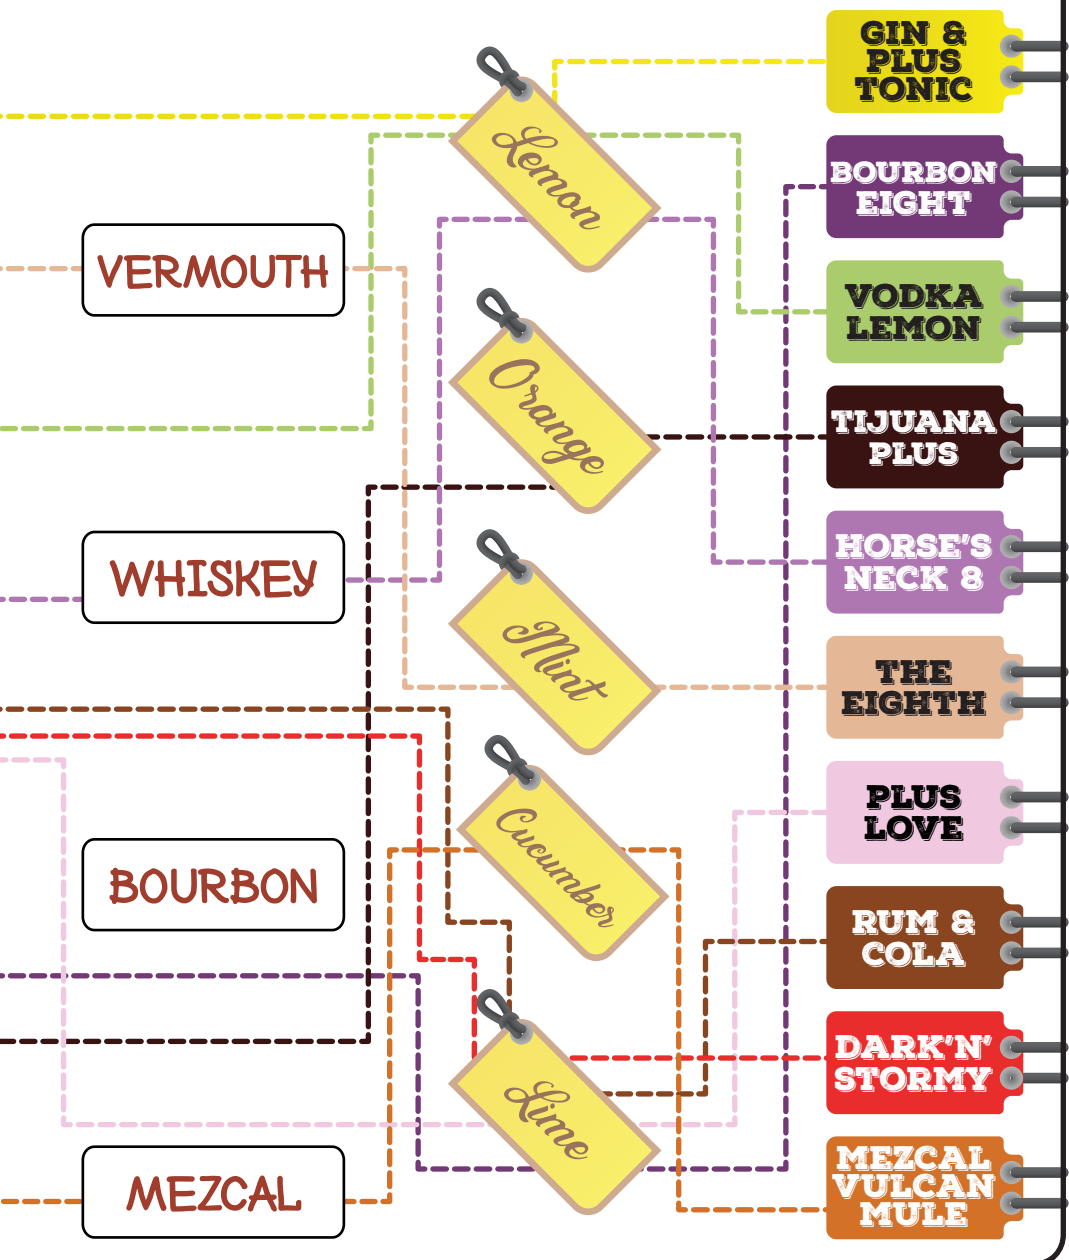 VERMOUTH
WHISKEY
BOURBON
MEZCAL
Lemon
Orange
Mint
Cucumber
Lime
GIN &
PLUS
TONIC
BOURBON
EIGHT
VODKA
LEMON
TIJUANA
PLUS
HORSE'S
NECK 8
THE
EIGHTH
PLUS
LOVE
RUM &
COLA
DARK'N'
STORMY
MEZCAL
VULCAN
MULE